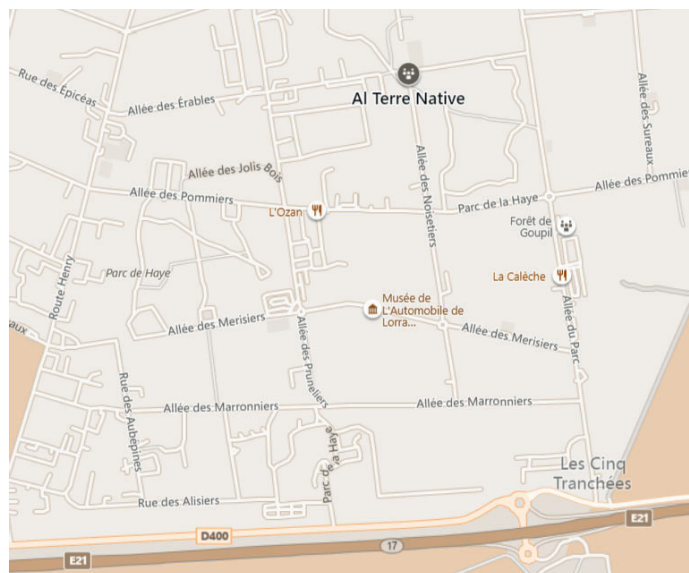 Rue des Épicéas
Allée des Érables
Al Terre Native
Allée des Sureaux
Allée des Jolis Bois
Allée des Noisetiers
Allée des Pommiers
Allée des Pommie
Parc de la Haye
L'Ozan
Forêt de
Goupil
Parc de Haye
La Calèche
Route Henry
Musée de
L'Automobile de
Lorra...
Allée des Merisiers
Allée des Merisiers
eaux
Allée du Parc
Allée des Pruneliers
Rue des Aubépines
Allée des Marronniers
Allée des Marronniers
Parc de
la Haye
Les Cinq
Tranchées
Rue des Alisiers
D400
E21
17
E21